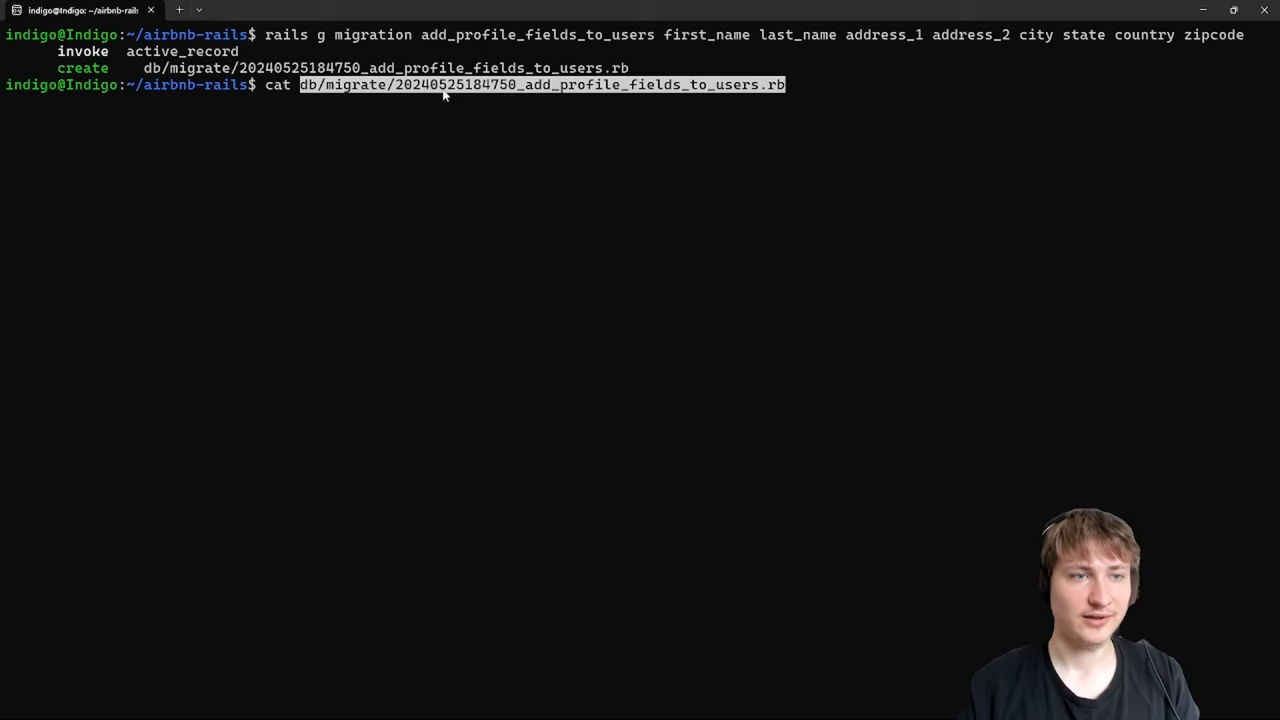 indigo@Indigo: ~/airbnb-rails
indigo@Indigo:~/airbnb-rails$ rails g migration add_profile_fields_to_users first_name last_name address_1 address_2 city state country zipcode
invoke active_record
create db/migrate/20240525184750_add_profile_fields_to_users.rb
indigo@Indigo:~/airbnb-rails$ cat db/migrate/20240525184750_add_profile_fields_to_users.rb